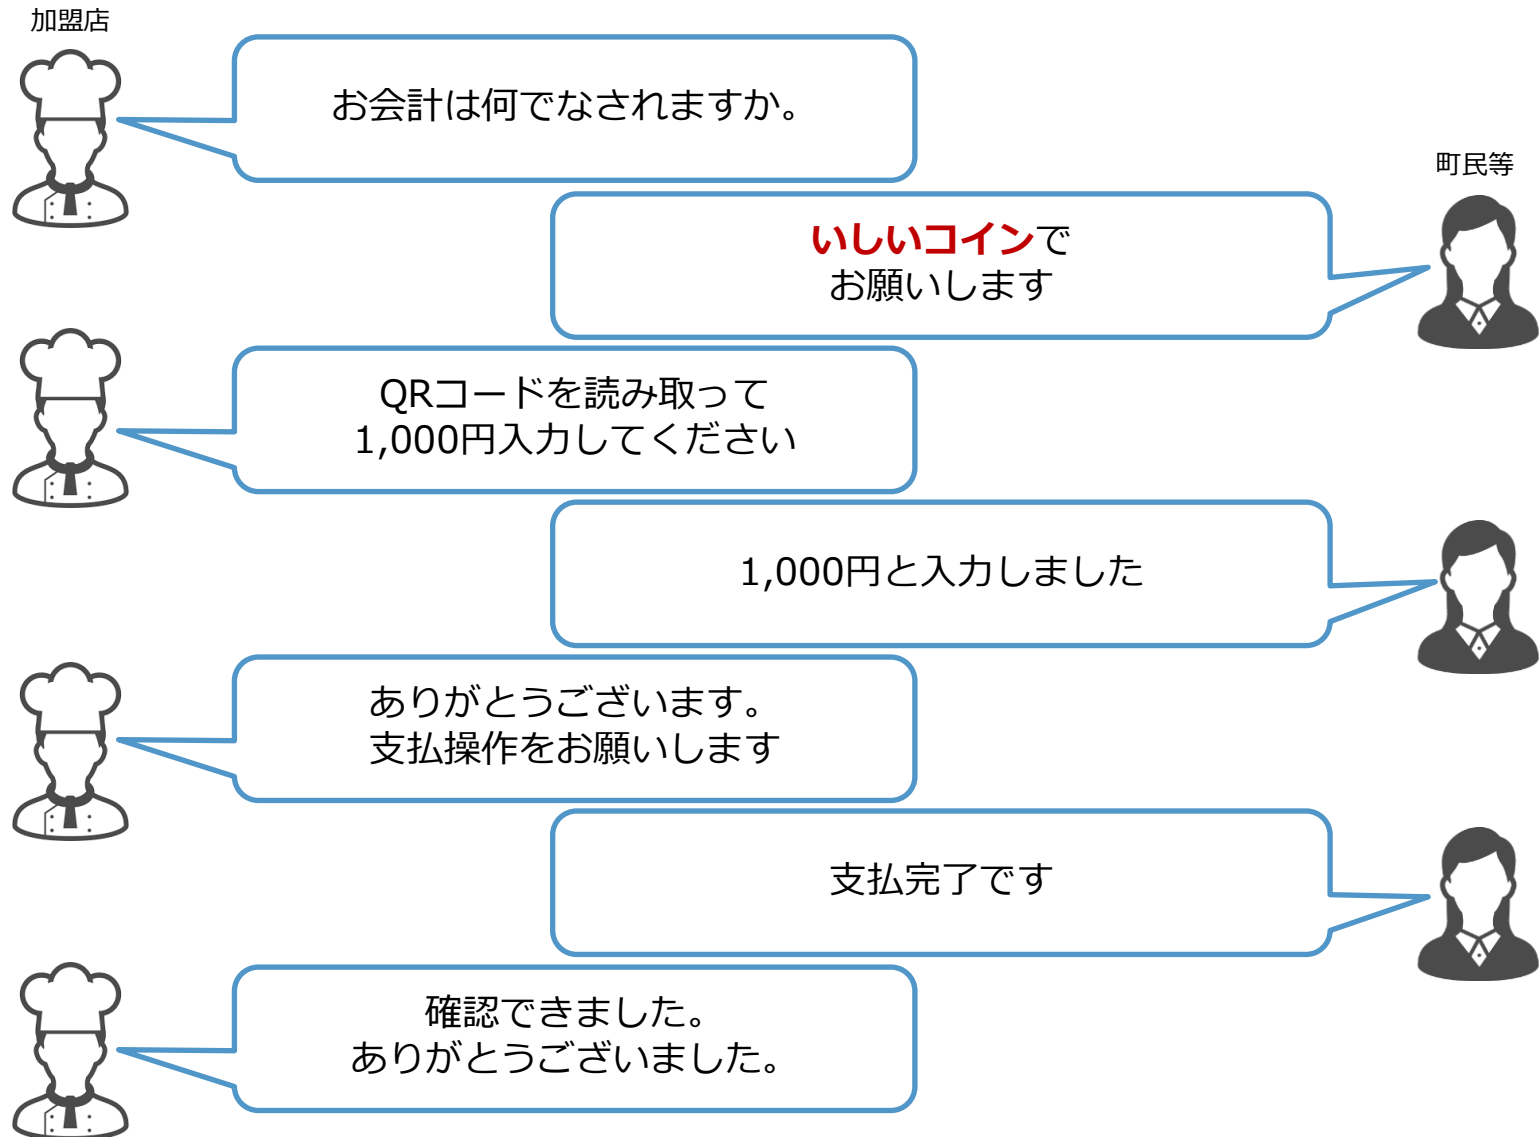 加盟店
お会計は何でなされますか。
町民等
いしいコインで
お願いします
QRコードを読み取って
1,000円入力してください
1,000円と入力しました
ありがとうございます。
支払操作をお願いします
支払完了です
確認できました。
ありがとうございました。